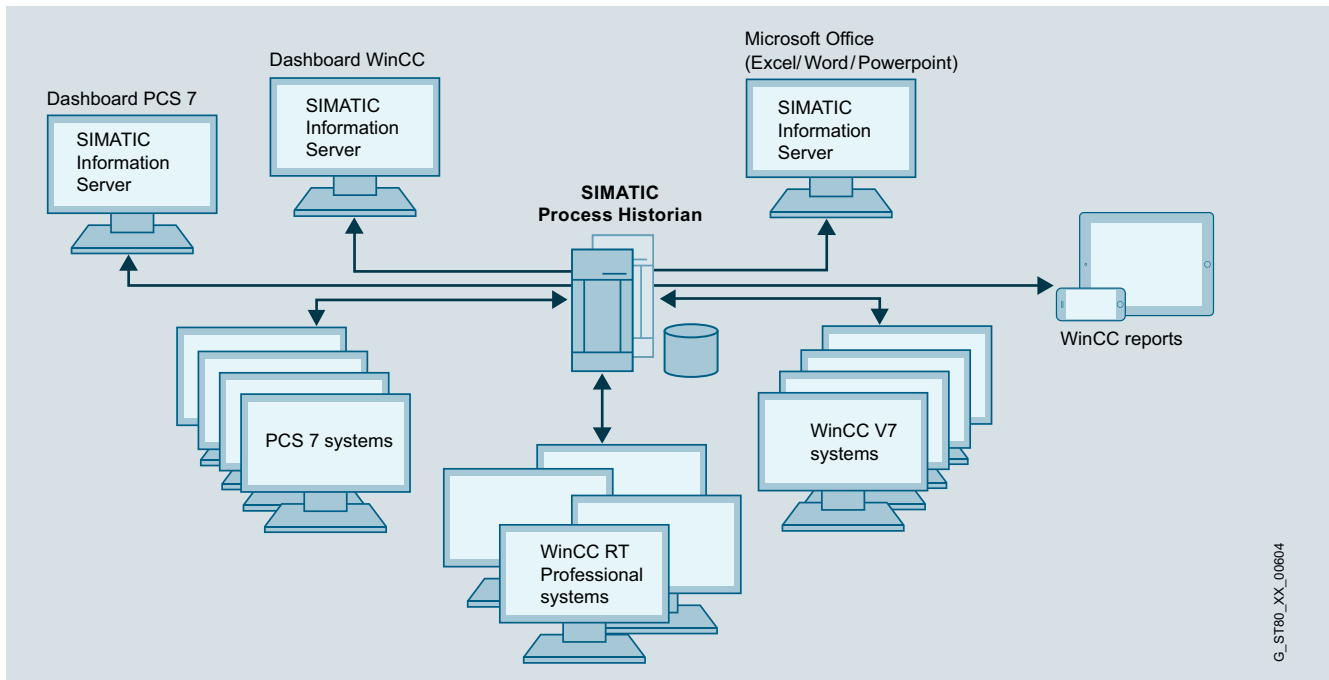 Dashboard PCS 7
SIMATIC
Information
Server
Dashboard WinCC
SIMATIC
Information
Server
Microsoft Office
(Excel/Word/Powerpoint)
SIMATIC
Information
Server
SIMATIC
Process Historian
WinCC reports
PCS 7 systems
WinCC RT
Professional
systems
WinCC V7
systems
G_ST80_XX_00604